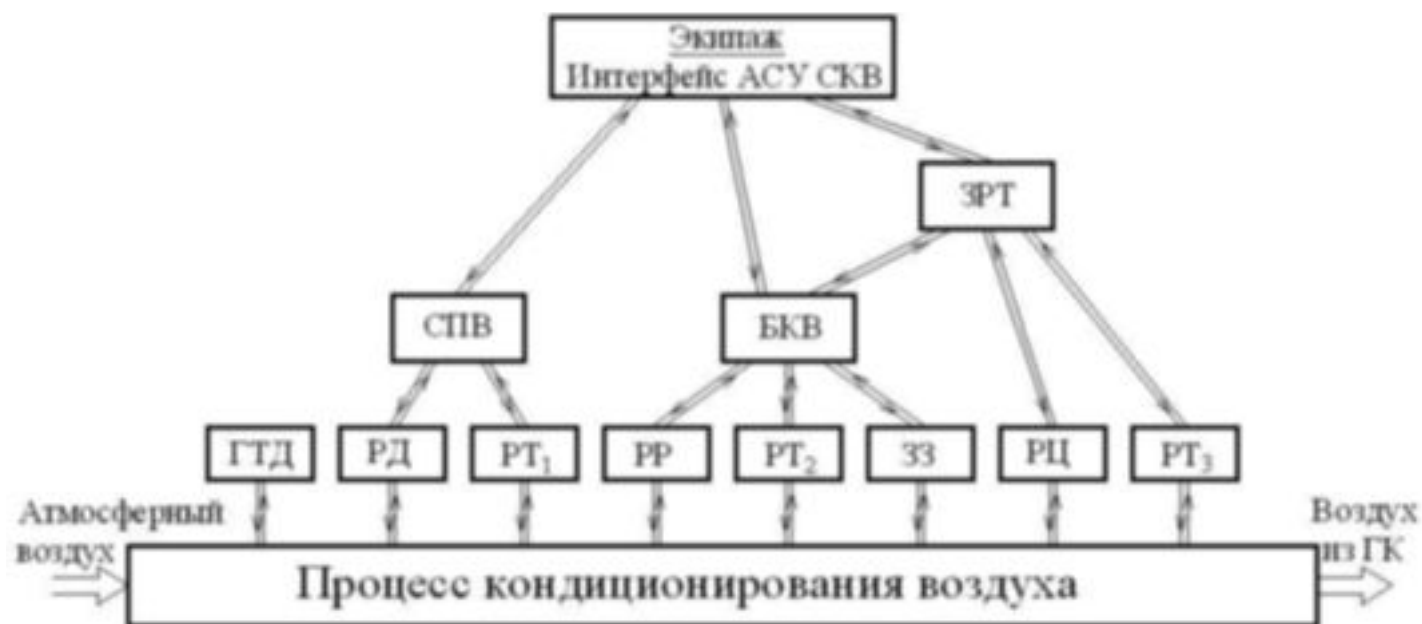 Экипаж
Интерфейс АСУ СКВ
ЗРТ
СПВ
БКВ
ГТД
РД
РТ₁
РР
РТ₂
ЗЗ
РЦ
РТ₃
Атмосферный
воздух
Воздух
из ГК
Процесс кондиционирования воздуха